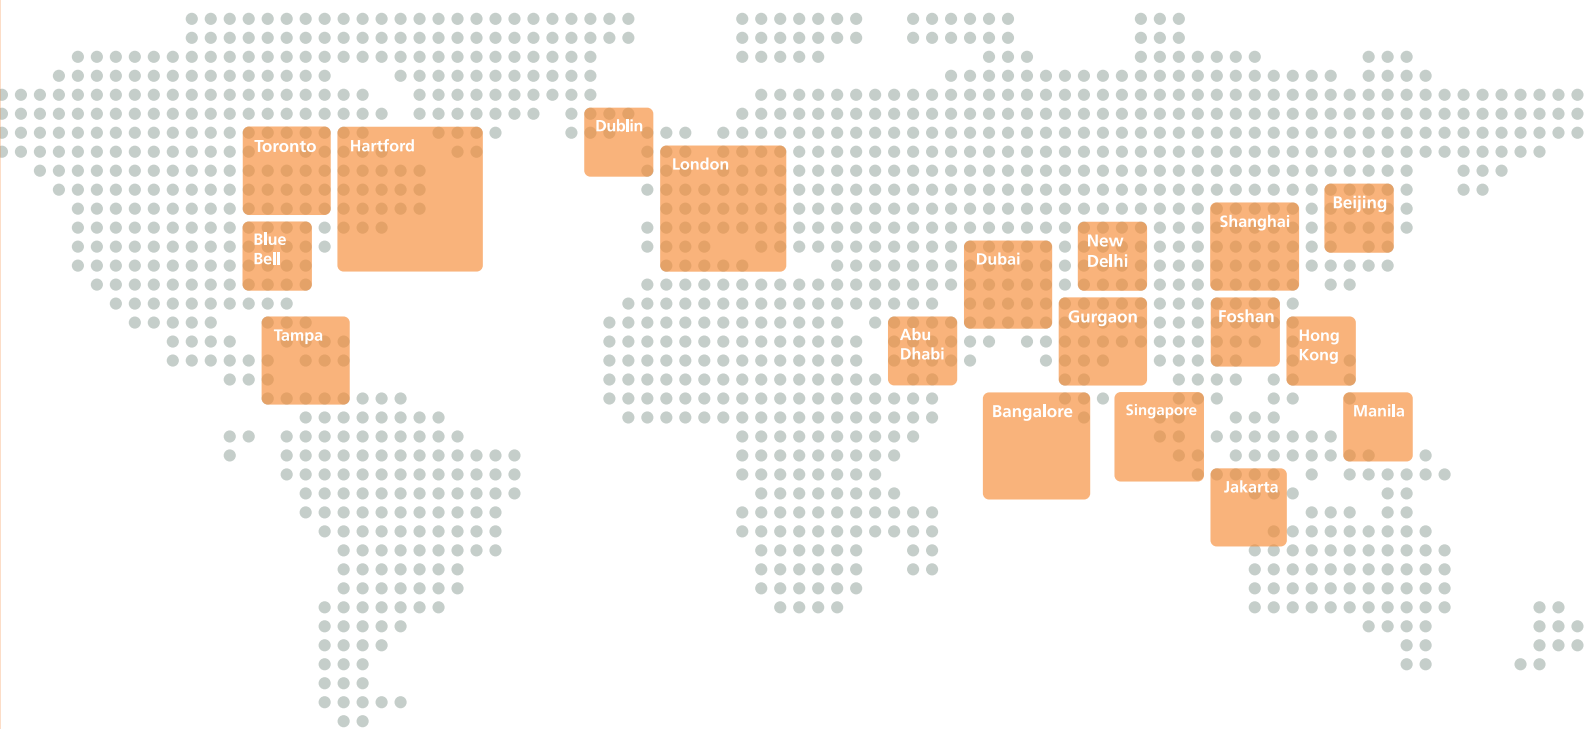 Dublin
Toronto
Hartford
London
Beijing
Shanghai
Blue
Bell
New
Delhi
Dubai
Gurgaon
Foshan
Tampa
Abu
Dhabi
Hong
Kong
Bangalore
Singapore
Manila
Jakarta